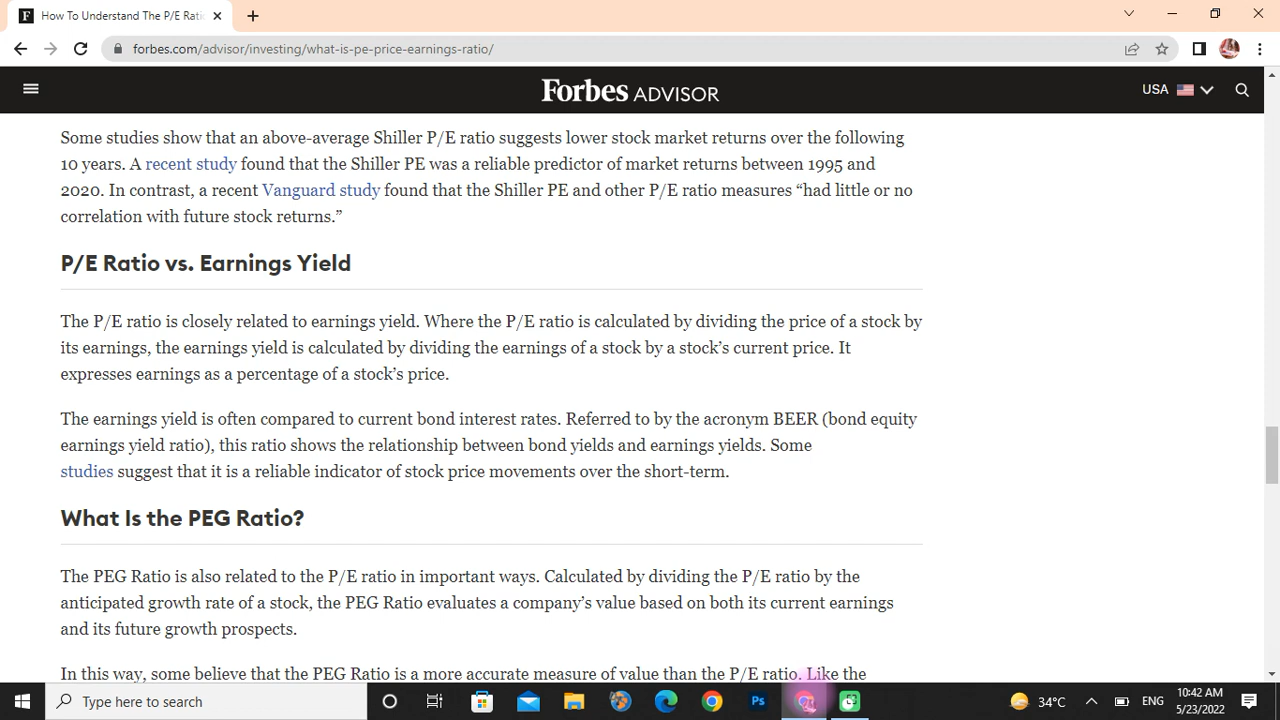 How To Understand The P/E Rati
forbes.com/advisor/investing/what-is-pe-price-earnings-ratio/
Forbes ADVISOR
USA
Some studies show that an above-average Shiller P/E ratio suggests lower stock market returns over the following
10 years. A recent study found that the Shiller PE was a reliable predictor of market returns between 1995 and
2020. In contrast, a recent Vanguard study found that the Shiller PE and other P/E ratio measures “had little or no
correlation with future stock returns.”
P/E Ratio vs. Earnings Yield
The P/E ratio is closely related to earnings yield. Where the P/E ratio is calculated by dividing the price of a stock by
its earnings, the earnings yield is calculated by dividing the earnings of a stock by a stock’s current price. It
expresses earnings as a percentage of a stock’s price.
The earnings yield is often compared to current bond interest rates. Referred to by the acronym BEER (bond equity
earnings yield ratio), this ratio shows the relationship between bond yields and earnings yields. Some
studies suggest that it is a reliable indicator of stock price movements over the short-term.
What Is the PEG Ratio?
The PEG Ratio is also related to the P/E ratio in important ways. Calculated by dividing the P/E ratio by the
anticipated growth rate of a stock, the PEG Ratio evaluates a company’s value based on both its current earnings
and its future growth prospects.
In this way, some believe that the PEG Ratio is a more accurate measure of value than the P/E ratio. Like the
Type here to search
Ps
34°C
ENG
10:42 AM
5/23/2022